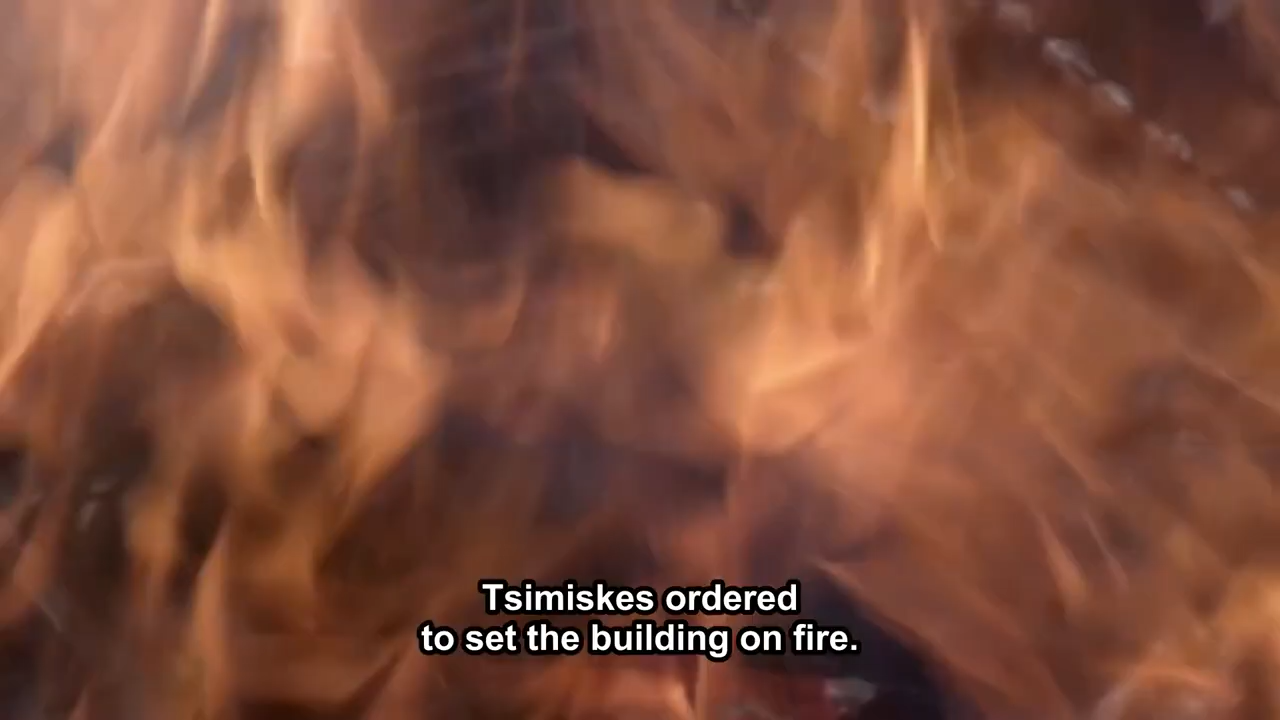 Tsimiskes ordered
to set the building on fire.